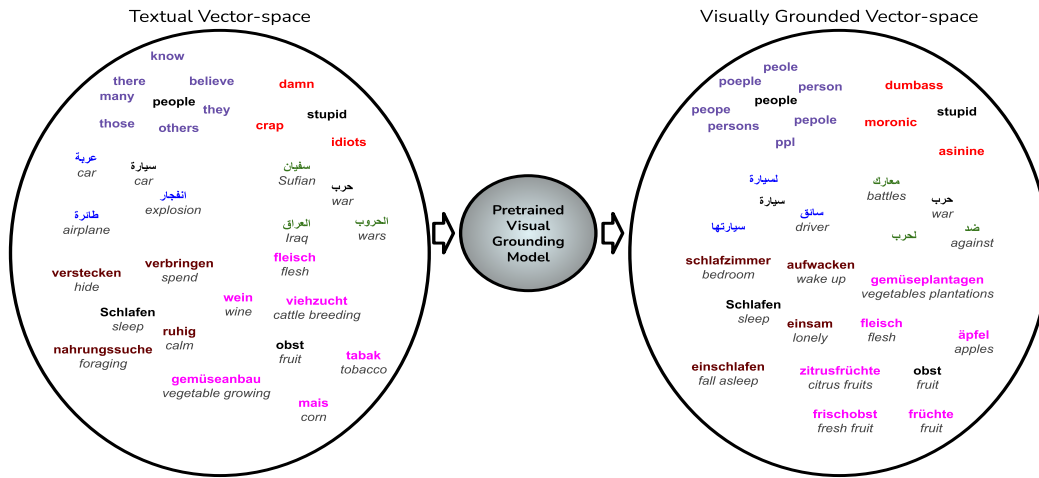 Textual Vector-space
know
there
believe
many
people
they
those
others
damn
stupid
crap
idiots
عربة
car
سيارة
car
انفجار
explosion
طائرة
airplane
سفيان
Sufian
حرب
war
العراق
Iraq
الحروب
wars
verstecken
hide
verbringen
spend
fleisch
flesh
wein
wine
viehzucht
cattle breeding
Schlafen
sleep
ruhig
calm
nahrungssuche
foraging
obst
fruit
tabak
tobacco
gemüseanbau
vegetable growing
mais
corn
Pretrained
Visual
Grounding
Model
Visually Grounded Vector-space
peole
poeple
person
people
peope
persons
pepole
ppl
dumbass
stupid
moronic
asinine
لسيارة
سيارة
سائق
driver
سيارتها
معارك
battles
حرب
war
لحرب
ضد
against
schlafzimmer
bedroom
aufwacken
wake up
gemüseplantagen
vegetables plantations
Schlafen
sleep
einsam
lonely
fleisch
flesh
äpfel
apples
einschlafen
fall asleep
zitrusfrüchte
citrus fruits
obst
fruit
frischobst
fresh fruit
früchte
fruit